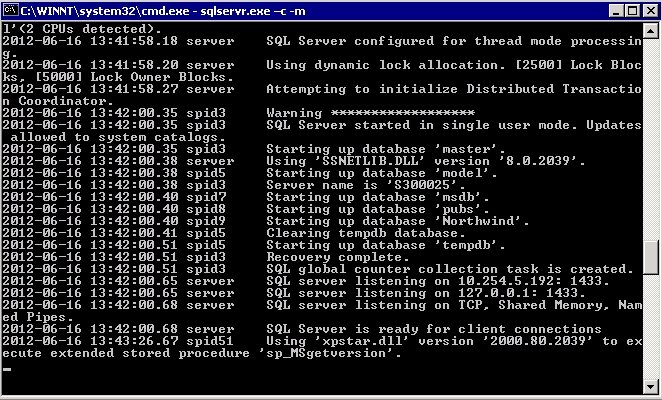 C:\WINNT\system32\cmd.exe - sqlservr.exe –c -m
l'(2 CPUs detected).
2012-06-16 13:41:58.18 server    SQL Server configured for thread mode processin
g.
2012-06-16 13:41:58.20 server    Using dynamic lock allocation. [2500] Lock Bloc
ks, [5000] Lock Owner Blocks.
2012-06-16 13:41:58.27 server    Attempting to initialize Distributed Transactio
n Coordinator.
2012-06-16 13:42:00.35 spid3     Warning ******************
2012-06-16 13:42:00.35 spid3     SQL Server started in single user mode. Updates
 allowed to system catalogs.
2012-06-16 13:42:00.35 spid3     Starting up database 'master'.
2012-06-16 13:42:00.38 server    Using 'SSNETLIB.DLL' version '8.0.2039'.
2012-06-16 13:42:00.38 spid5     Starting up database 'model'.
2012-06-16 13:42:00.38 spid3     Server name is 'S300025'.
2012-06-16 13:42:00.40 spid7     Starting up database 'msdb'.
2012-06-16 13:42:00.40 spid8     Starting up database 'pubs'.
2012-06-16 13:42:00.40 spid9     Starting up database 'Northwind'.
2012-06-16 13:42:00.41 spid5     Clearing tempdb database.
2012-06-16 13:42:00.51 spid5     Starting up database 'tempdb'.
2012-06-16 13:42:00.51 spid3     Recovery complete.
2012-06-16 13:42:00.51 spid3     SQL global counter collection task is created.
2012-06-16 13:42:00.65 server    SQL server listening on 10.254.5.192: 1433.
2012-06-16 13:42:00.65 server    SQL server listening on 127.0.0.1: 1433.
2012-06-16 13:42:00.68 server    SQL server listening on TCP, Shared Memory, Nam
ed Pipes.
2012-06-16 13:42:00.68 server    SQL Server is ready for client connections
2012-06-16 13:43:26.67 spid51    Using 'xpstar.dll' version '2000.80.2039' to ex
ecute extended stored procedure 'sp_MSgetversion'.